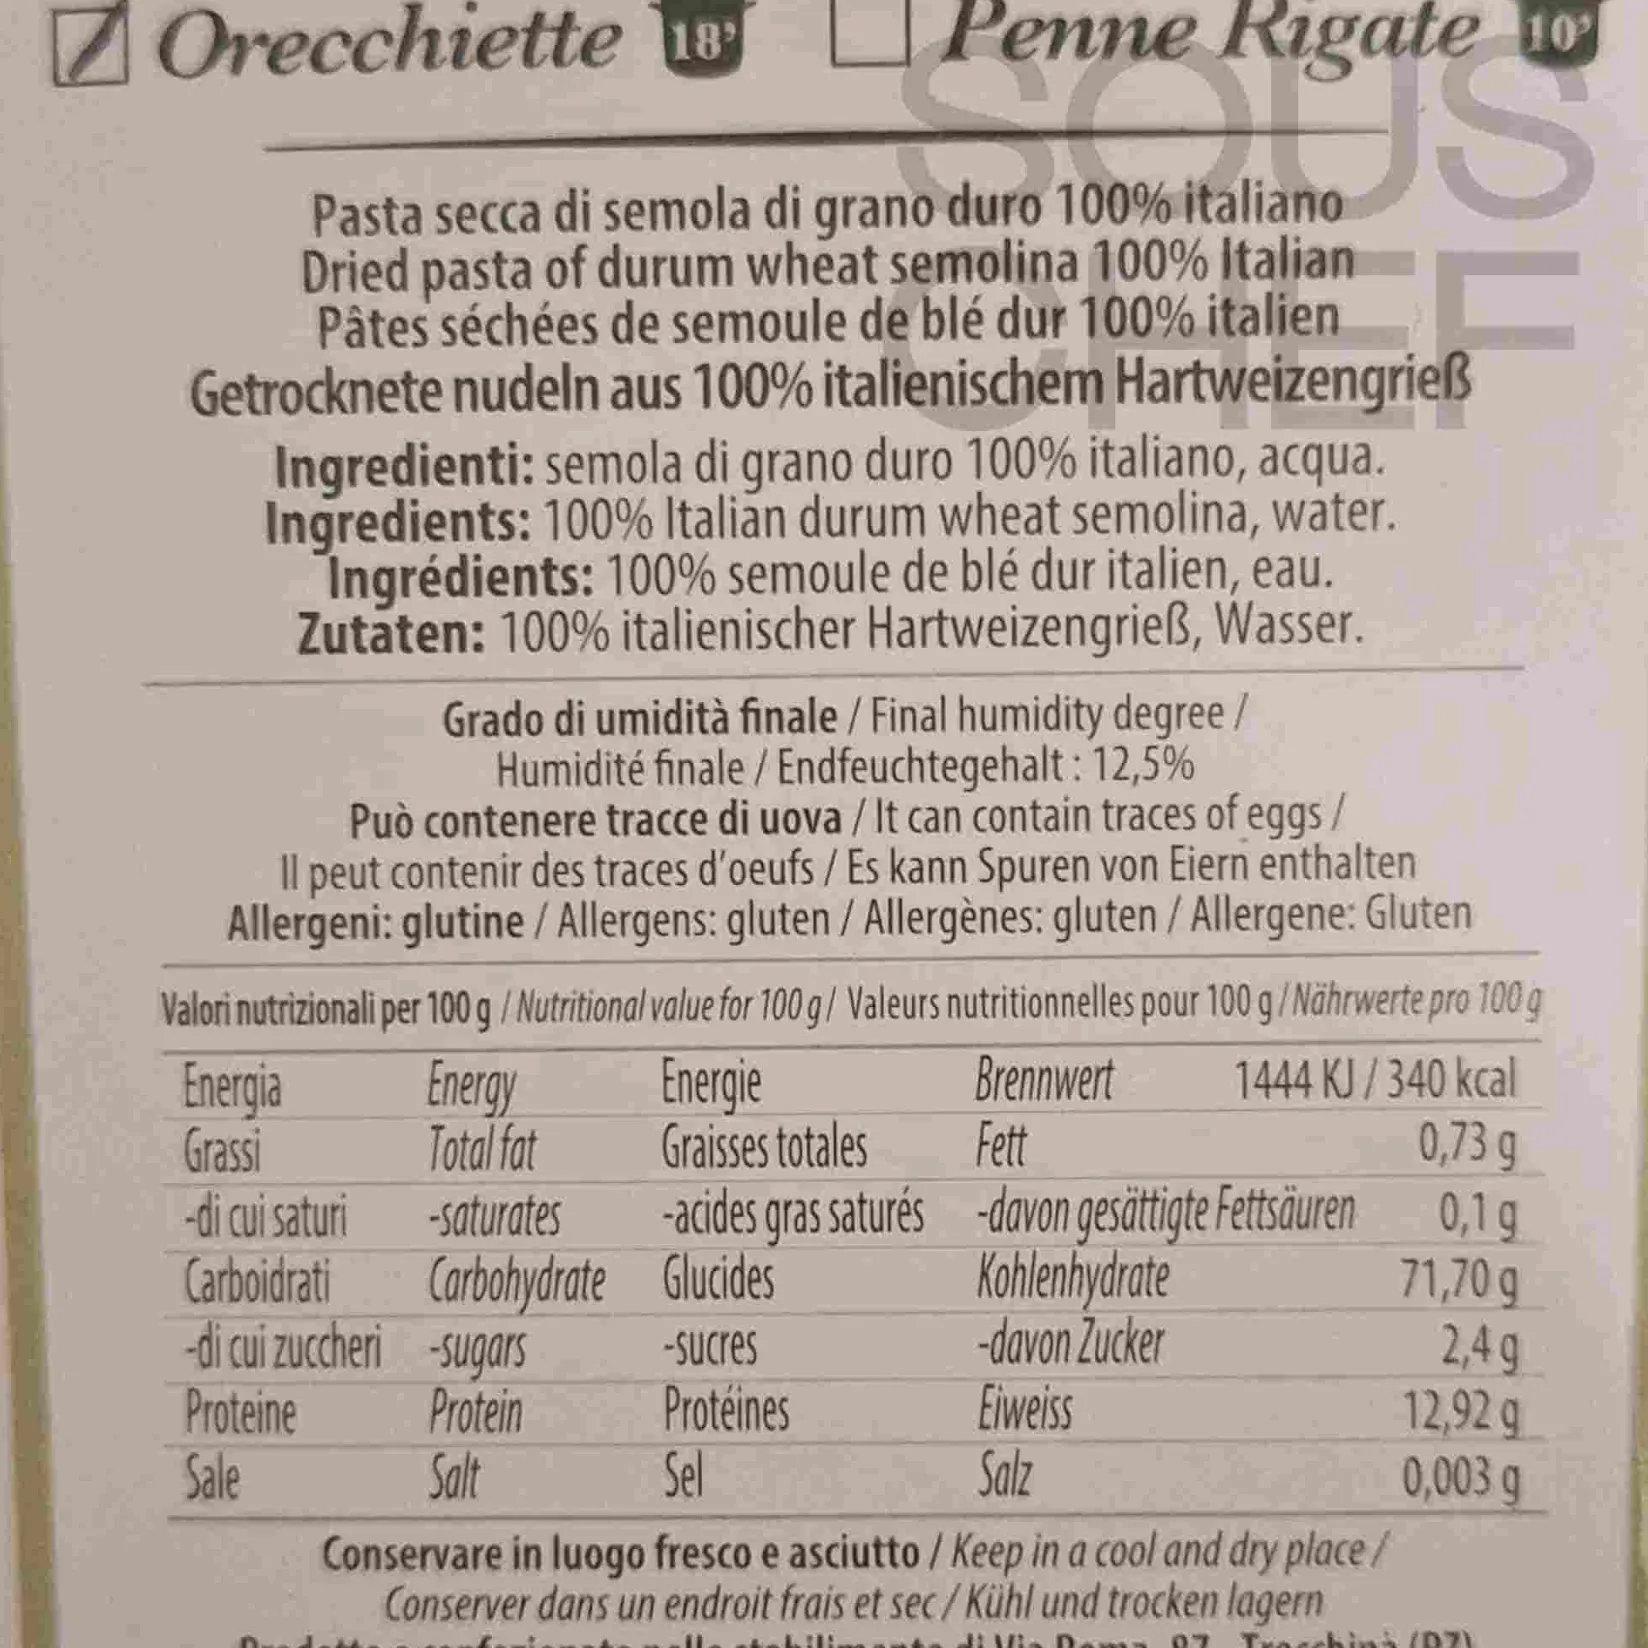 Orecchiette 18' Penne Rigate 10'
SOUS
CHEF
Pasta secca di semola di grano duro 100% italiano
Dried pasta of durum wheat semolina 100% Italian
Pâtes séchées de semoule de blé dur 100% italien
Getrocknete nudeln aus 100% italienischem Hartweizengrieß
Ingredienti: semola di grano duro 100% italiano, acqua.
Ingredients: 100% Italian durum wheat semolina, water.
Ingrédients: 100% semoule de blé dur italien, eau.
Zutaten: 100% italienischer Hartweizengrieß, Wasser.
Grado di umidità finale / Final humidity degree /
Humidité finale / Endfeuchtegehalt : 12,5%
Può contenere tracce di uova / It can contain traces of eggs /
Il peut contenir des traces d'oeufs / Es kann Spuren von Eiern enthalten
Allergeni: glutine / Allergens: gluten / Allergènes: gluten / Allergene: Gluten
Valori nutrizionali per 100 g / Nutritional value for 100 g / Valeurs nutritionnelles pour 100 g / Nährwerte pro 100 g
Energia Energy Energie Brennwert 1444 KJ / 340 kcal
Grassi Total fat Graisses totales Fett 0,73 g
-di cui saturi -saturates -acides gras saturés -davon gesättigte Fettsäuren 0,1 g
Carboidrati Carbohydrate Glucides Kohlenhydrate 71,70 g
-di cui zuccheri -sugars -sucres -davon Zucker 2,4 g
Proteine Protein Protéines Eiweiss 12,92 g
Sale Salt Sel Salz 0,003 g
Conservare in luogo fresco e asciutto / Keep in a cool and dry place /
Conserver dans un endroit frais et sec / Kühl und trocken lagern